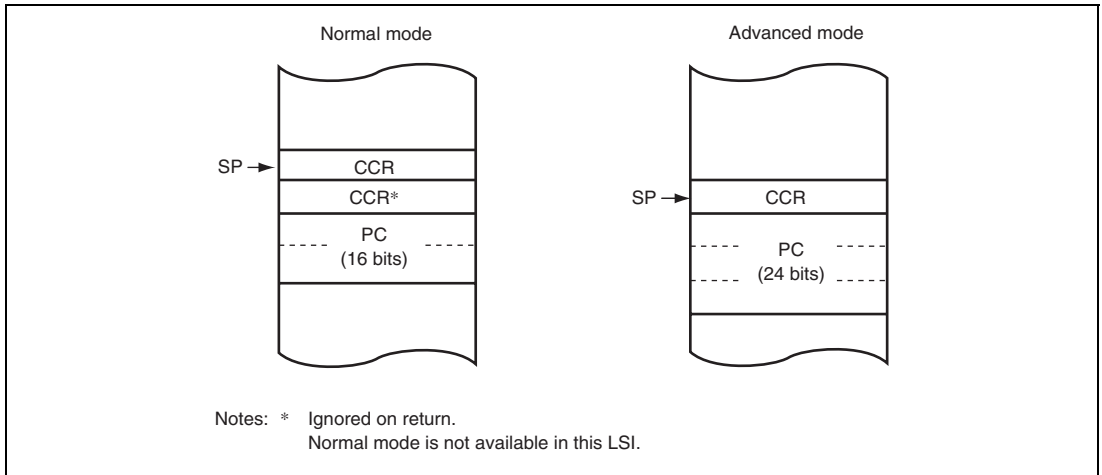 Normal mode
SP
CCR
CCR*
PC
(16 bits)
Advanced mode
SP
CCR
PC
(24 bits)
Notes: * Ignored on return.
Normal mode is not available in this LSI.